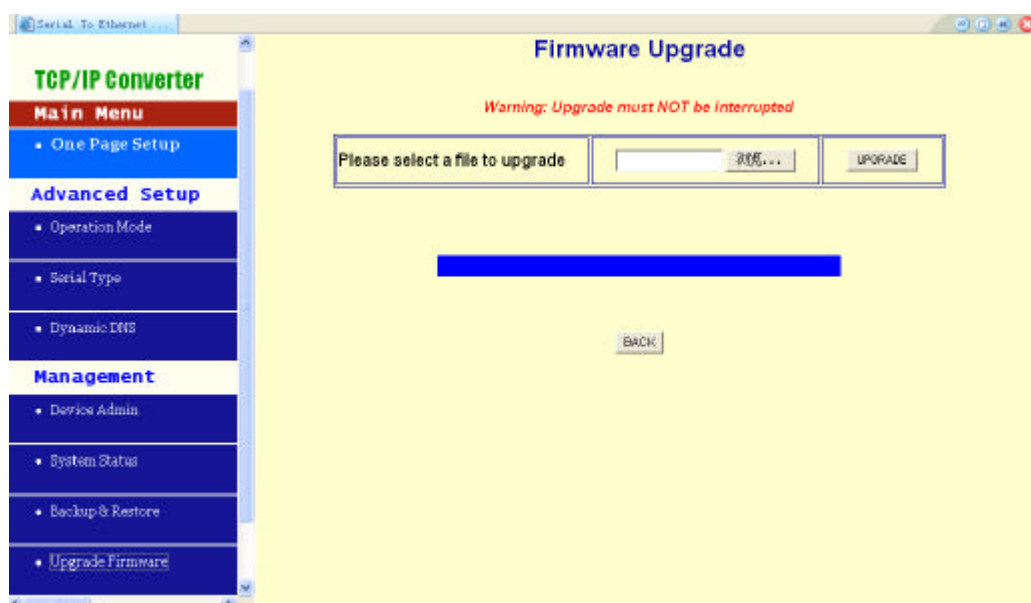 Serial To Ethernet ...
TCP/IP Converter
Main Menu
One Page Setup
Advanced Setup
Operation Mode
Serial Type
Dynamic DNS
Management
Device Admin
System Status
Backup & Restore
Upgrade Firmware
Firmware Upgrade
Warning: Upgrade must NOT be interrupted
Please select a file to upgrade
UPGRADE
BACK